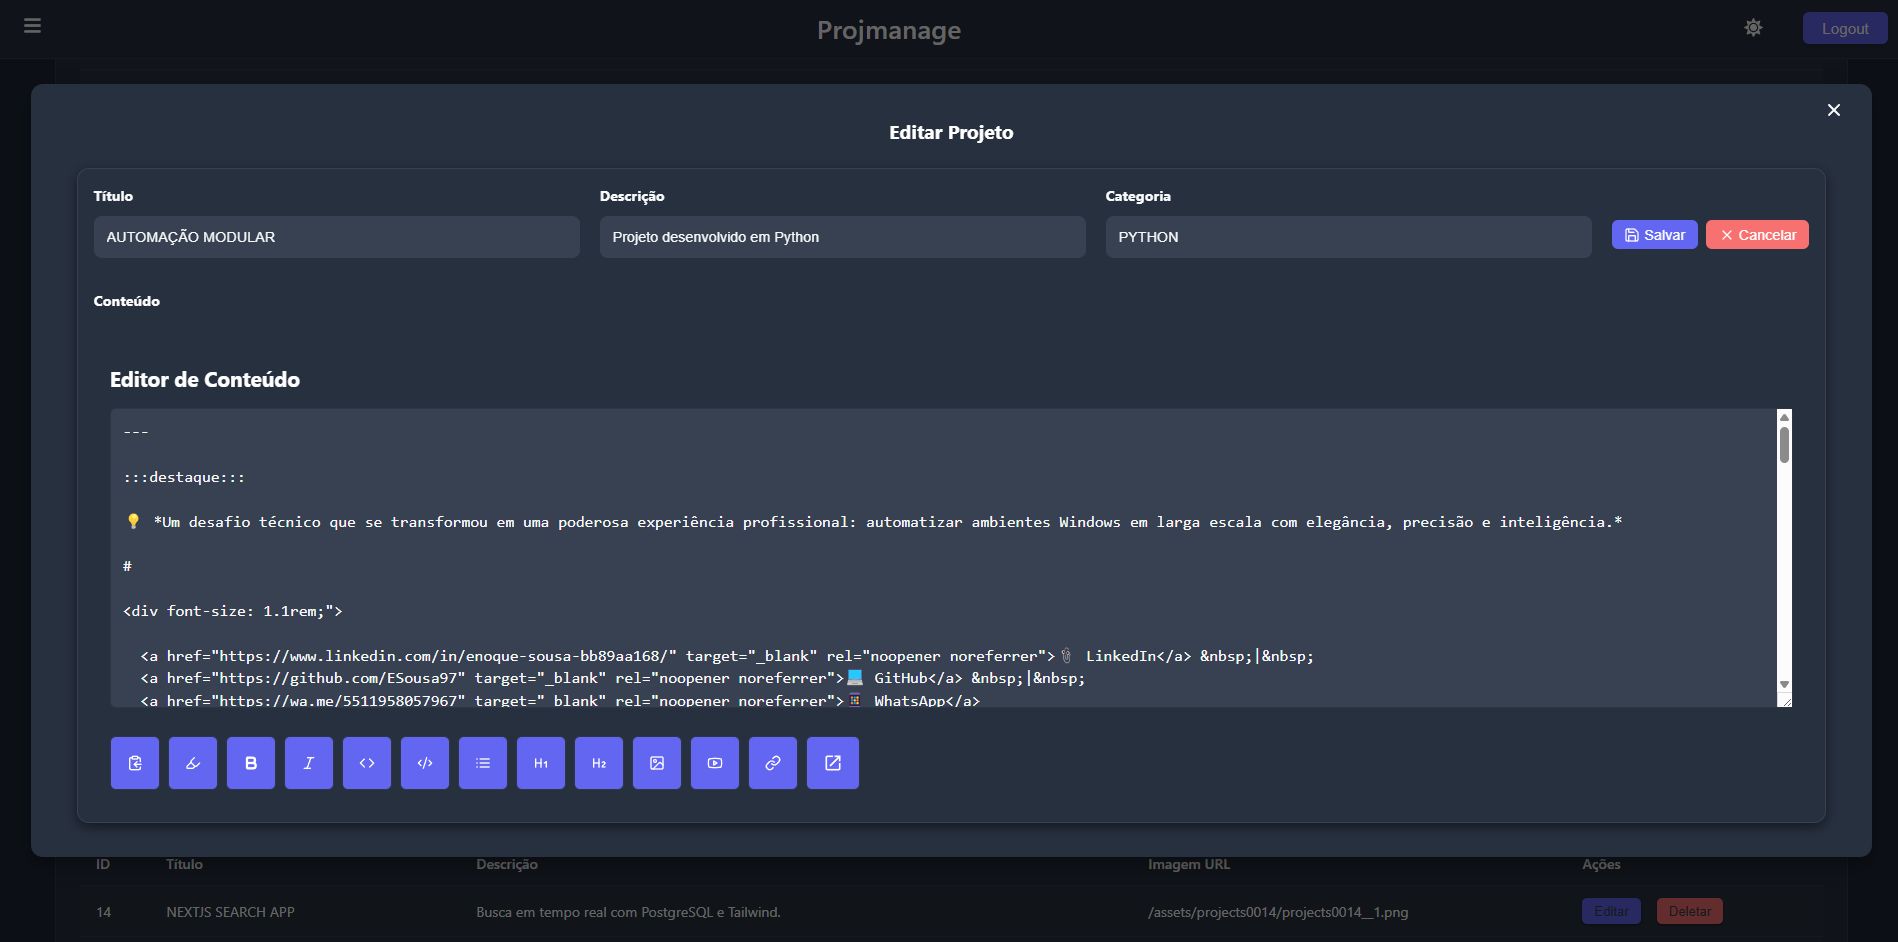 Projmanage
Logout
Editar Projeto
Título
Descrição
Categoria
AUTOMAÇÃO MODULAR
Projeto desenvolvido em Python
PYTHON
Salvar
Cancelar
Conteúdo
Editor de Conteúdo
---
:::destaque:::
💡 *Um desafio técnico que se transformou em uma poderosa experiência profissional: automatizar ambientes Windows em larga escala com elegância, precisão e inteligência.*
#
<div font-size: 1.1rem;">
<a href="https://www.linkedin.com/in/enoque-sousa-bb89aa168/" target="_blank" rel="noopener noreferrer">📎 LinkedIn</a> &nbsp;|&nbsp;
<a href="https://github.com/ESousa97" target="_blank" rel="noopener noreferrer">💻 GitHub</a> &nbsp;|&nbsp;
<a href="https://wa.me/5511958057967" target="_blank" rel="noopener noreferrer">📱 WhatsApp</a>
B
I
<>
</>
H1
H2
ID
Título
Descrição
Imagem URL
Ações
14
NEXTJS SEARCH APP
Busca em tempo real com PostgreSQL e Tailwind.
/assets/projects0014/projects0014__1.png
Editar
Deletar